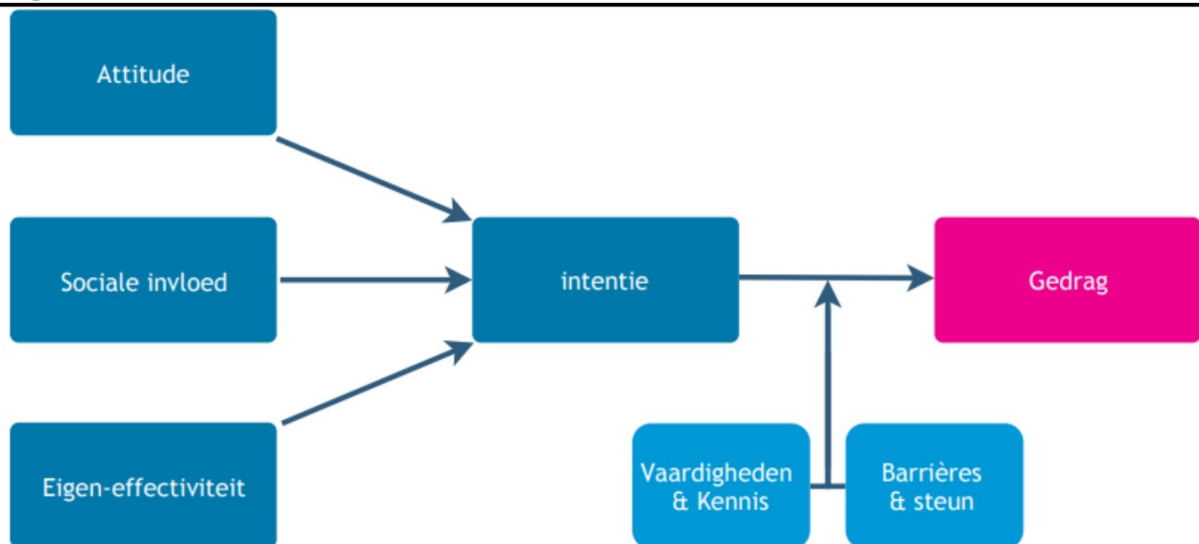 Attitude
Sociale invloed
intentie
Gedrag
Eigen-effectiviteit
Vaardigheden
& Kennis
Barrières
& steun